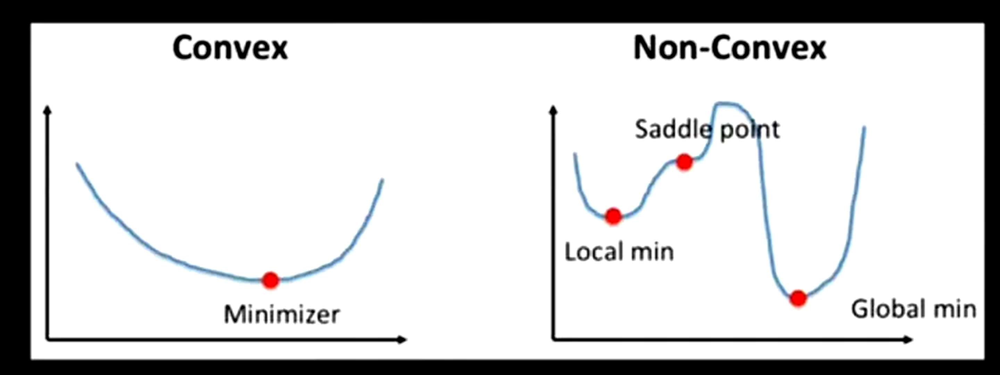 Convex
Minimizer
Non-Convex
Saddle point
Local min
Global min